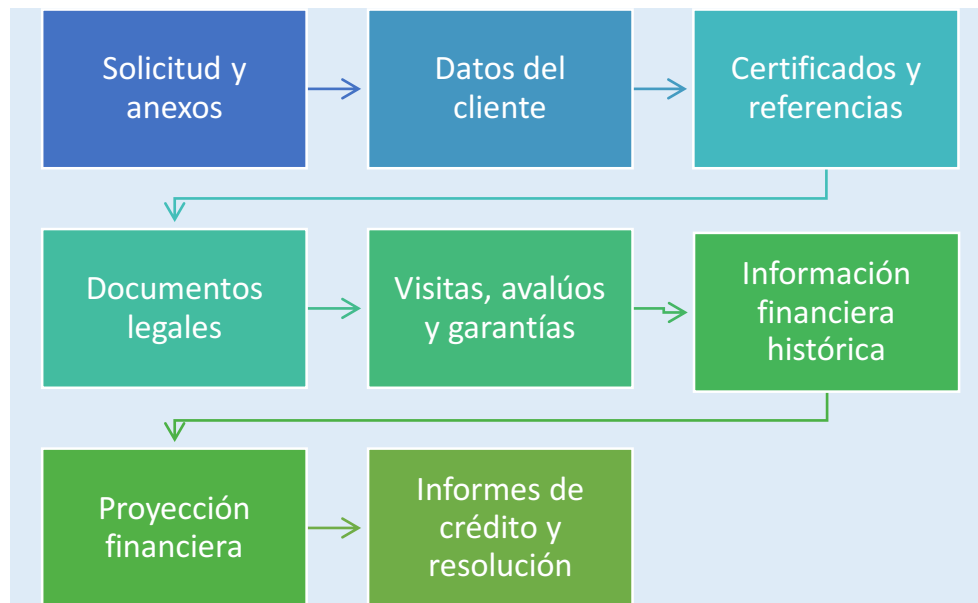 Solicitud y
anexos
Datos del
cliente
Certificados y
referencias
Documentos
legales
Visitas, avalúos
y garantías
Información
financiera
histórica
Proyección
financiera
Informes de
crédito y
resolución